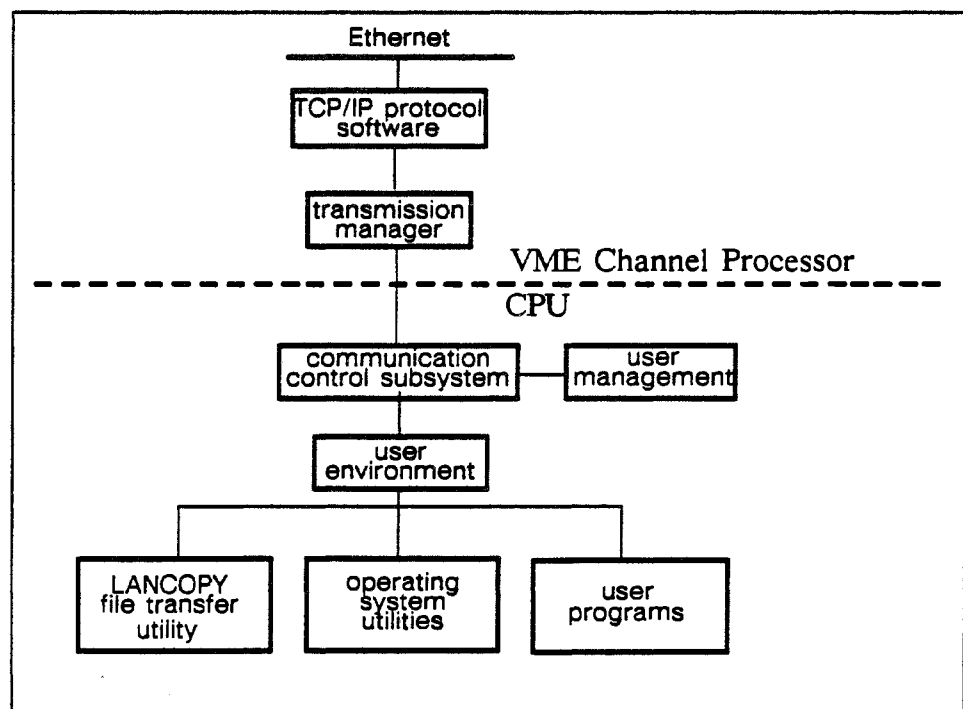 Ethernet
TCP/IP protocol
software
transmission
manager
VME Channel Processor
CPU
communication
control subsystem
user
management
user
environment
LANCOPY
file transfer
utility
operating
system
utilities
user
programs